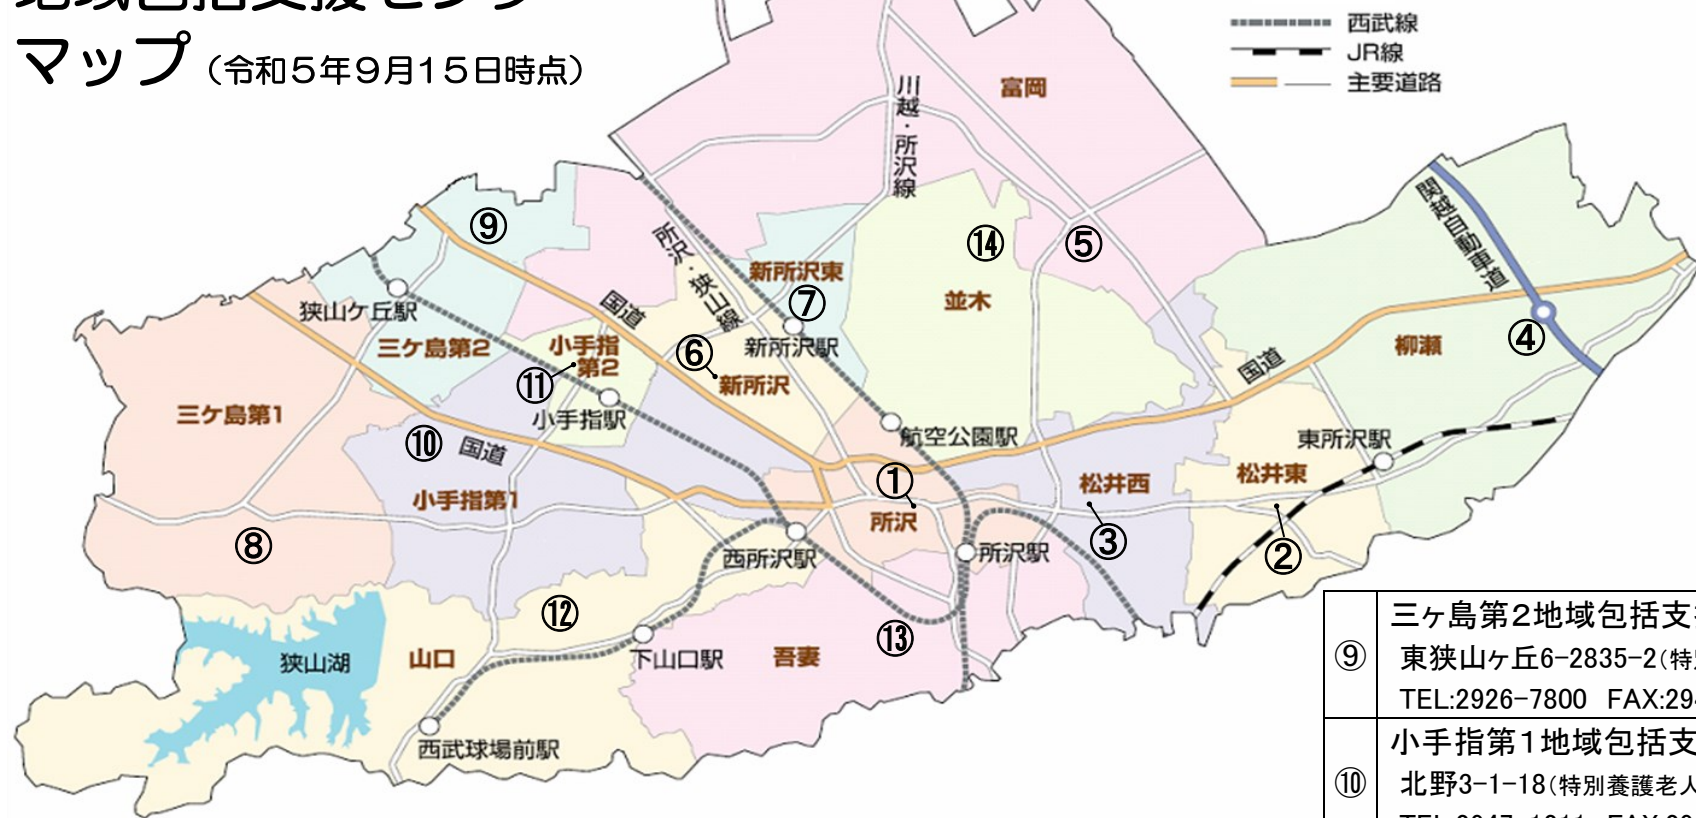 地域包括支援センター
マップ（令和5年9月15日時点）
西武線
JR線
主要道路
富岡
川越・所沢線
関越自動車道
⑨
⑭
⑤
所沢・狭山線
新所沢東
⑦
並木
国道
狭山ケ丘駅
三ケ島第2
小手指
第2
⑪
⑥
新所沢
新所沢駅
④
柳瀬
国道
三ケ島第1
小手指駅
⑩
国道
航空公園駅
東所沢駅
松井東
松井西
①
所沢
小手指第1
⑧
西所沢駅
所沢駅
③
②
⑫
⑬
狭山湖
山口
下山口駅
吾妻
西武球場前駅
⑨
三ヶ島第2地域包括支
東狭山ヶ丘6-2835-2（特
TEL:2926-7800 FAX:29
⑩
小手指第1地域包括支
北野3-1-18（特別養護老人